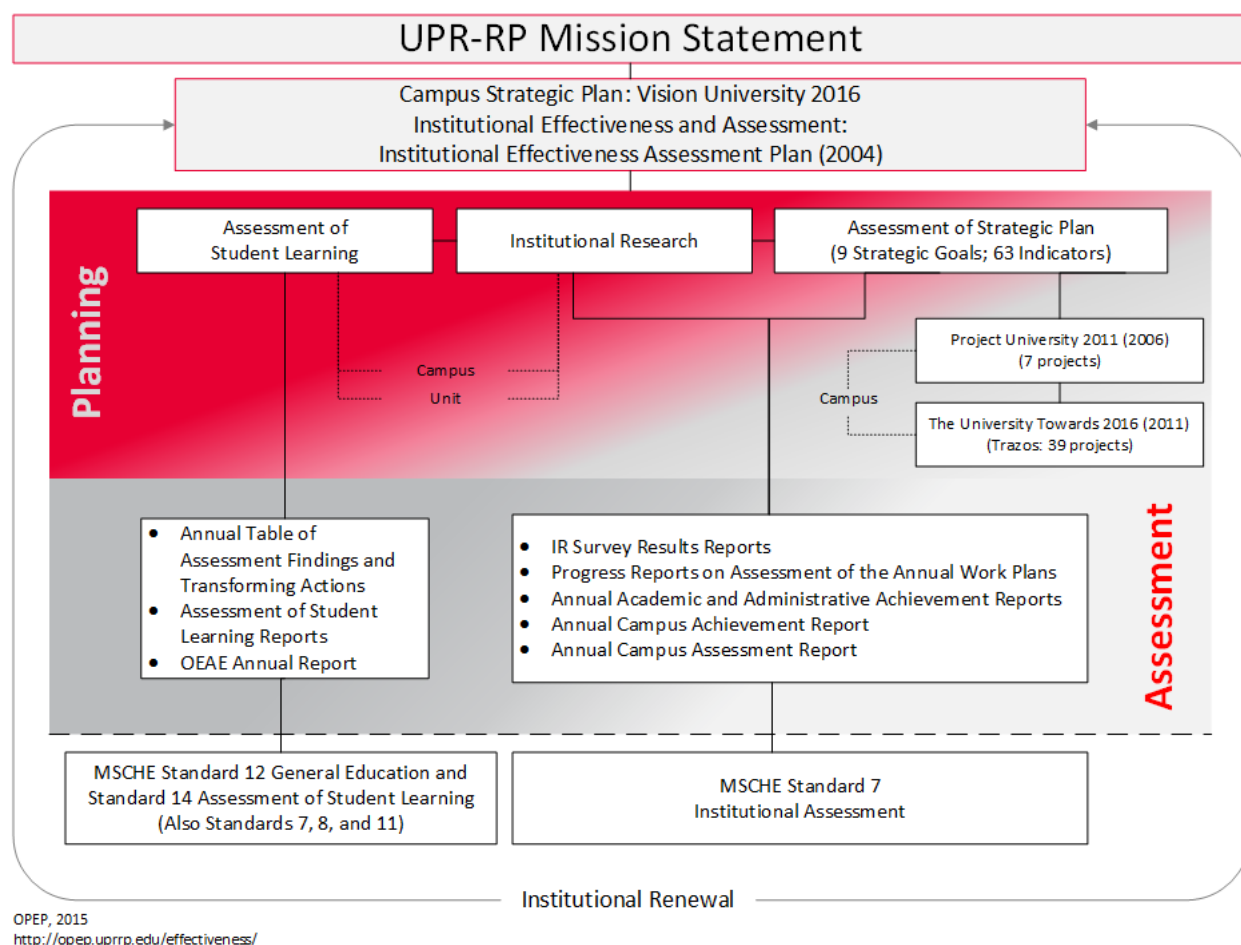 UPR-RP Mission Statement
Campus Strategic Plan: Vision University 2016
Institutional Effectiveness and Assessment:
Institutional Effectiveness Assessment Plan (2004)
Planning
Assessment of
Student Learning
Institutional Research
Assessment of Strategic Plan
(9 Strategic Goals; 63 Indicators)
Campus
Unit
Project University 2011 (2006)
(7 projects)
Campus
The University Towards 2016 (2011)
(Trazos: 39 projects)
Assessment
• Annual Table of
Assessment Findings and
Transforming Actions
• Assessment of Student
Learning Reports
• OEAE Annual Report
• IR Survey Results Reports
• Progress Reports on Assessment of the Annual Work Plans
• Annual Academic and Administrative Achievement Reports
• Annual Campus Achievement Report
• Annual Campus Assessment Report
MSCHE Standard 12 General Education and
Standard 14 Assessment of Student Learning
(Also Standards 7, 8, and 11)
MSCHE Standard 7
Institutional Assessment
Institutional Renewal
OPEP, 2015
http://opep.uprrp.edu/effectiveness/